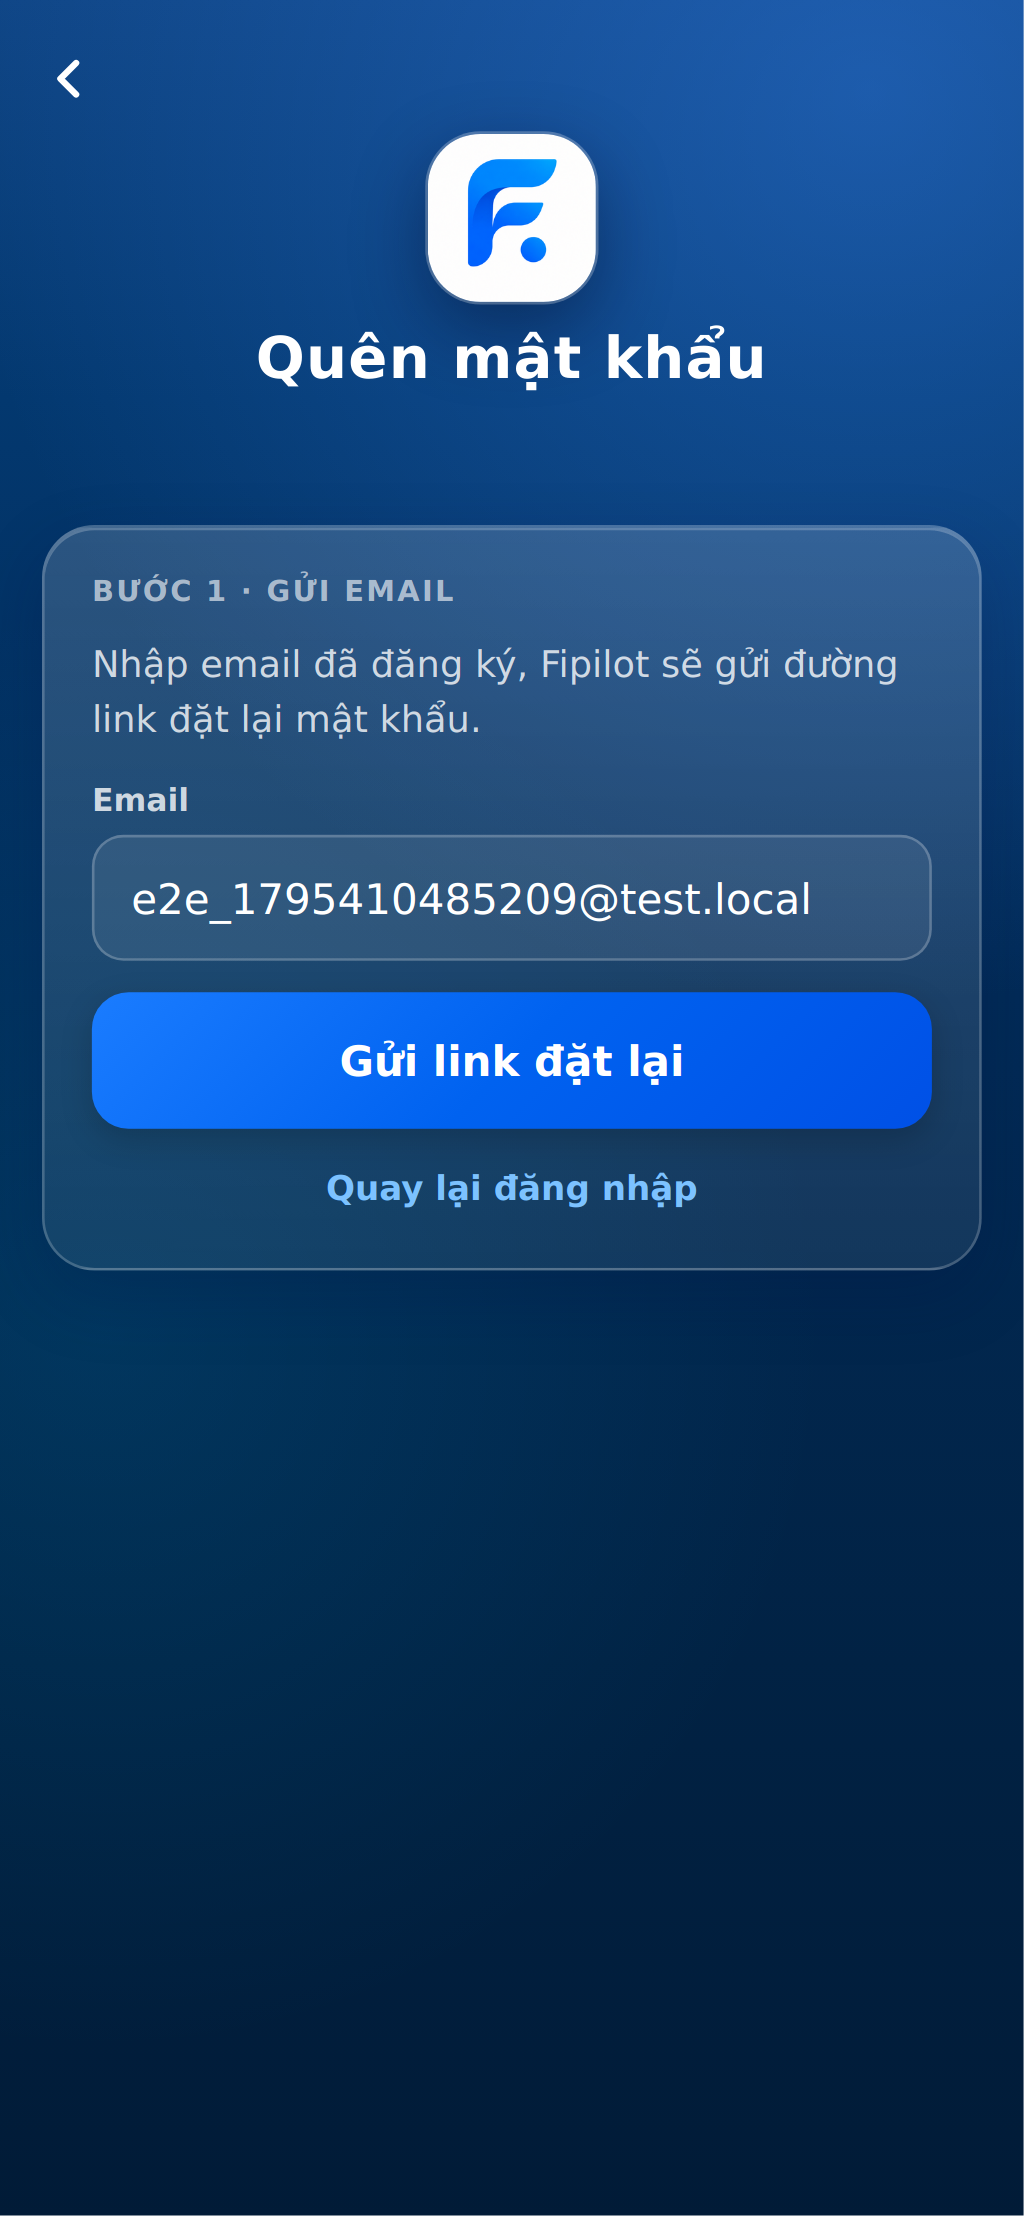 Quên mật khẩu
BƯỚC 1 · GỬI EMAIL
Nhập email đã đăng ký, Fipilot sẽ gửi đường
link đặt lại mật khẩu.
Email
e2e_1795410485209@test.local
Gửi link đặt lại
Quay lại đăng nhập